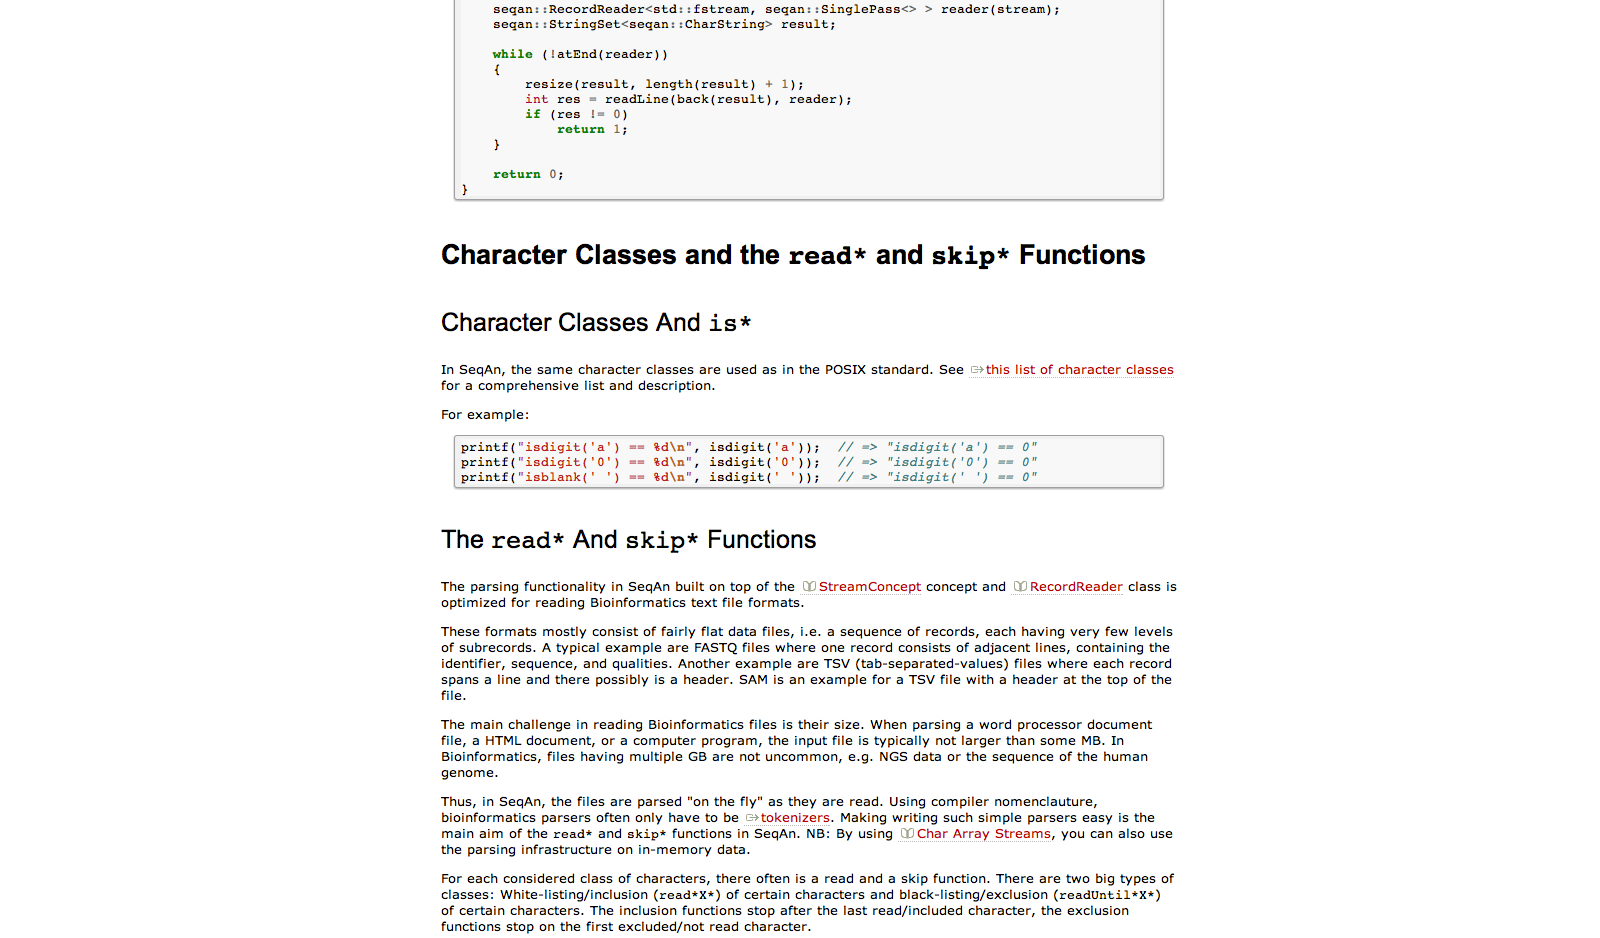 seqan::RecordReader<std::fstream, seqan::SinglePass<> > reader(stream);
seqan::StringSet<seqan::CharString> result;
while (!atEnd(reader))
{
resize(result, length(result) + 1);
int res = readLine(back(result), reader);
if (res != 0)
return 1;
}
return 0;
}
Character Classes and the read* and skip* Functions
Character Classes And is*
In SeqAn, the same character classes are used as in the POSIX standard. See this list of character classes
for a comprehensive list and description.
For example:
printf("isdigit('a') == %d\n", isdigit('a')); // => "isdigit('a') == 0"
printf("isdigit('0') == %d\n", isdigit('0')); // => "isdigit('0') == 0"
printf("isblank(' ') == %d\n", isdigit(' ')); // => "isdigit(' ') == 0"
The read* And skip* Functions
The parsing functionality in SeqAn built on top of the StreamConcept concept and RecordReader class is
optimized for reading Bioinformatics text file formats.
These formats mostly consist of fairly flat data files, i.e. a sequence of records, each having very few levels
of subrecords. A typical example are FASTQ files where one record consists of adjacent lines, containing the
identifier, sequence, and qualities. Another example are TSV (tab-separated-values) files where each record
spans a line and there possibly is a header. SAM is an example for a TSV file with a header at the top of the
file.
The main challenge in reading Bioinformatics files is their size. When parsing a word processor document
file, a HTML document, or a computer program, the input file is typically not larger than some MB. In
Bioinformatics, files having multiple GB are not uncommon, e.g. NGS data or the sequence of the human
genome.
Thus, in SeqAn, the files are parsed "on the fly" as they are read. Using compiler nomenclauture,
bioinformatics parsers often only have to be tokenizers. Making writing such simple parsers easy is the
main aim of the read* and skip* functions in SeqAn. NB: By using Char Array Streams, you can also use
the parsing infrastructure on in-memory data.
For each considered class of characters, there often is a read and a skip function. There are two big types of
classes: White-listing/inclusion (read*X*) of certain characters and black-listing/exclusion (readUntil*X*)
of certain characters. The inclusion functions stop after the last read/included character, the exclusion
functions stop on the first excluded/not read character.